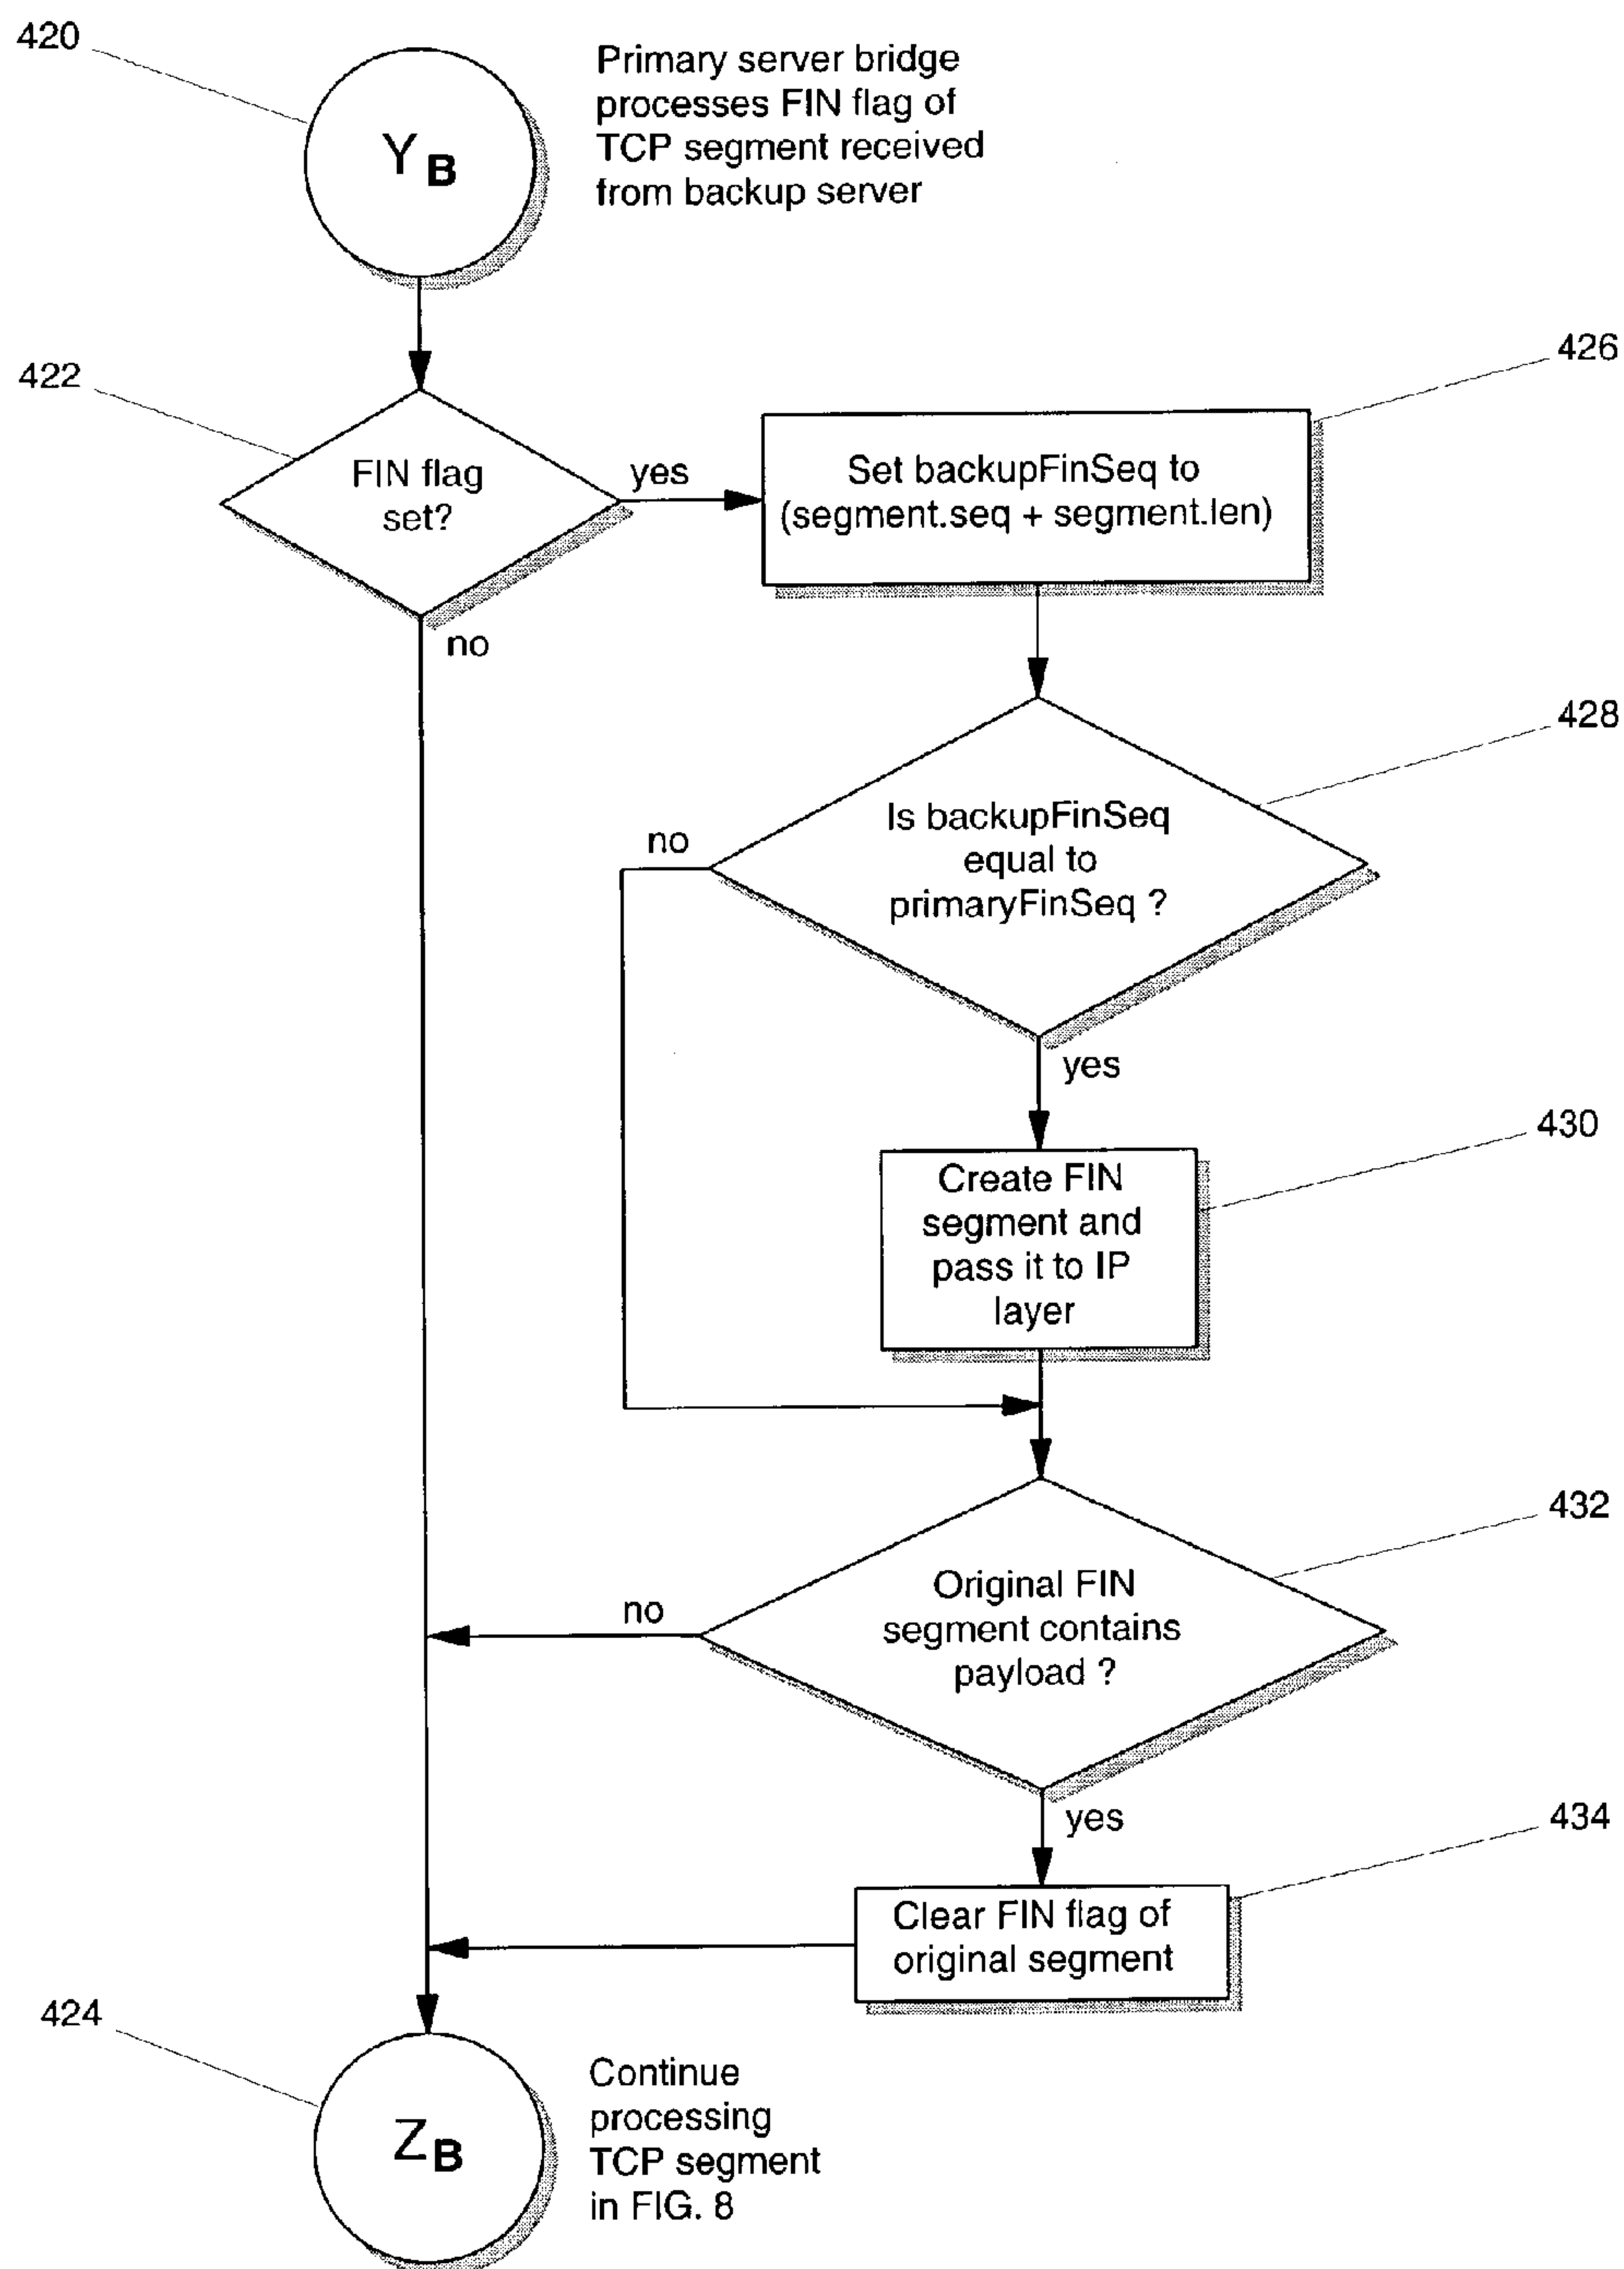 420
Primary server bridge
processes FIN flag of
TCP segment received
from backup server
YB
422
FIN flag
set?
yes
no
426
Set backupFinSeq to
(segment.seq + segment.len)
428
Is backupFinSeq
equal to
primaryFinSeq ?
no
yes
430
Create FIN
segment and
pass it to IP
layer
432
Original FIN
segment contains
payload ?
no
yes
434
Clear FIN flag of
original segment
424
ZB
Continue
processing
TCP segment
in FIG. 8